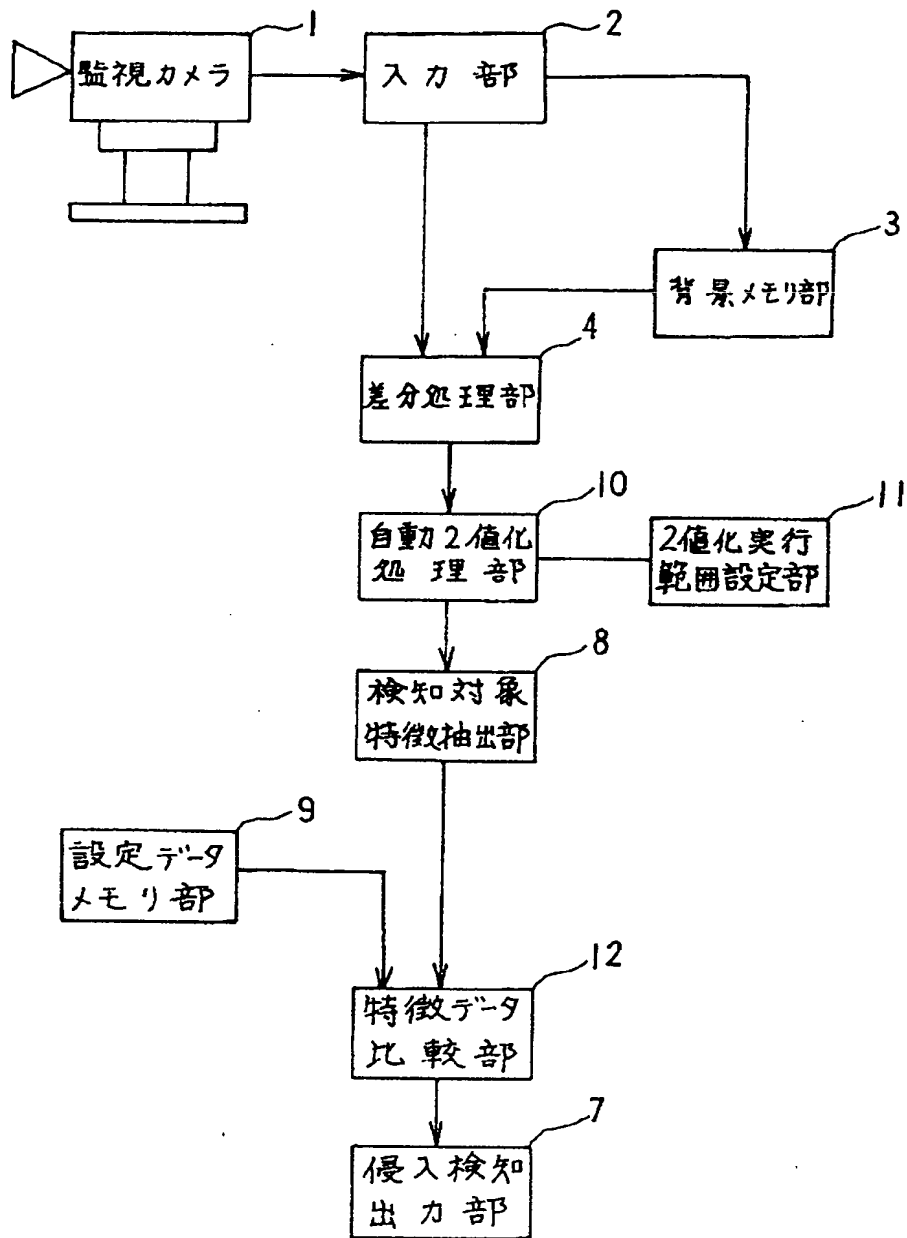 1
監視カメラ
2
入力部
3
背景メモリ部
4
差分処理部
10
自動2値化
処理部
11
2値化実行
範囲設定部
8
検知対象
特徴抽出部
9
設定データ
メモリ部
12
特徴データ
比較部
7
侵入検知
出力部